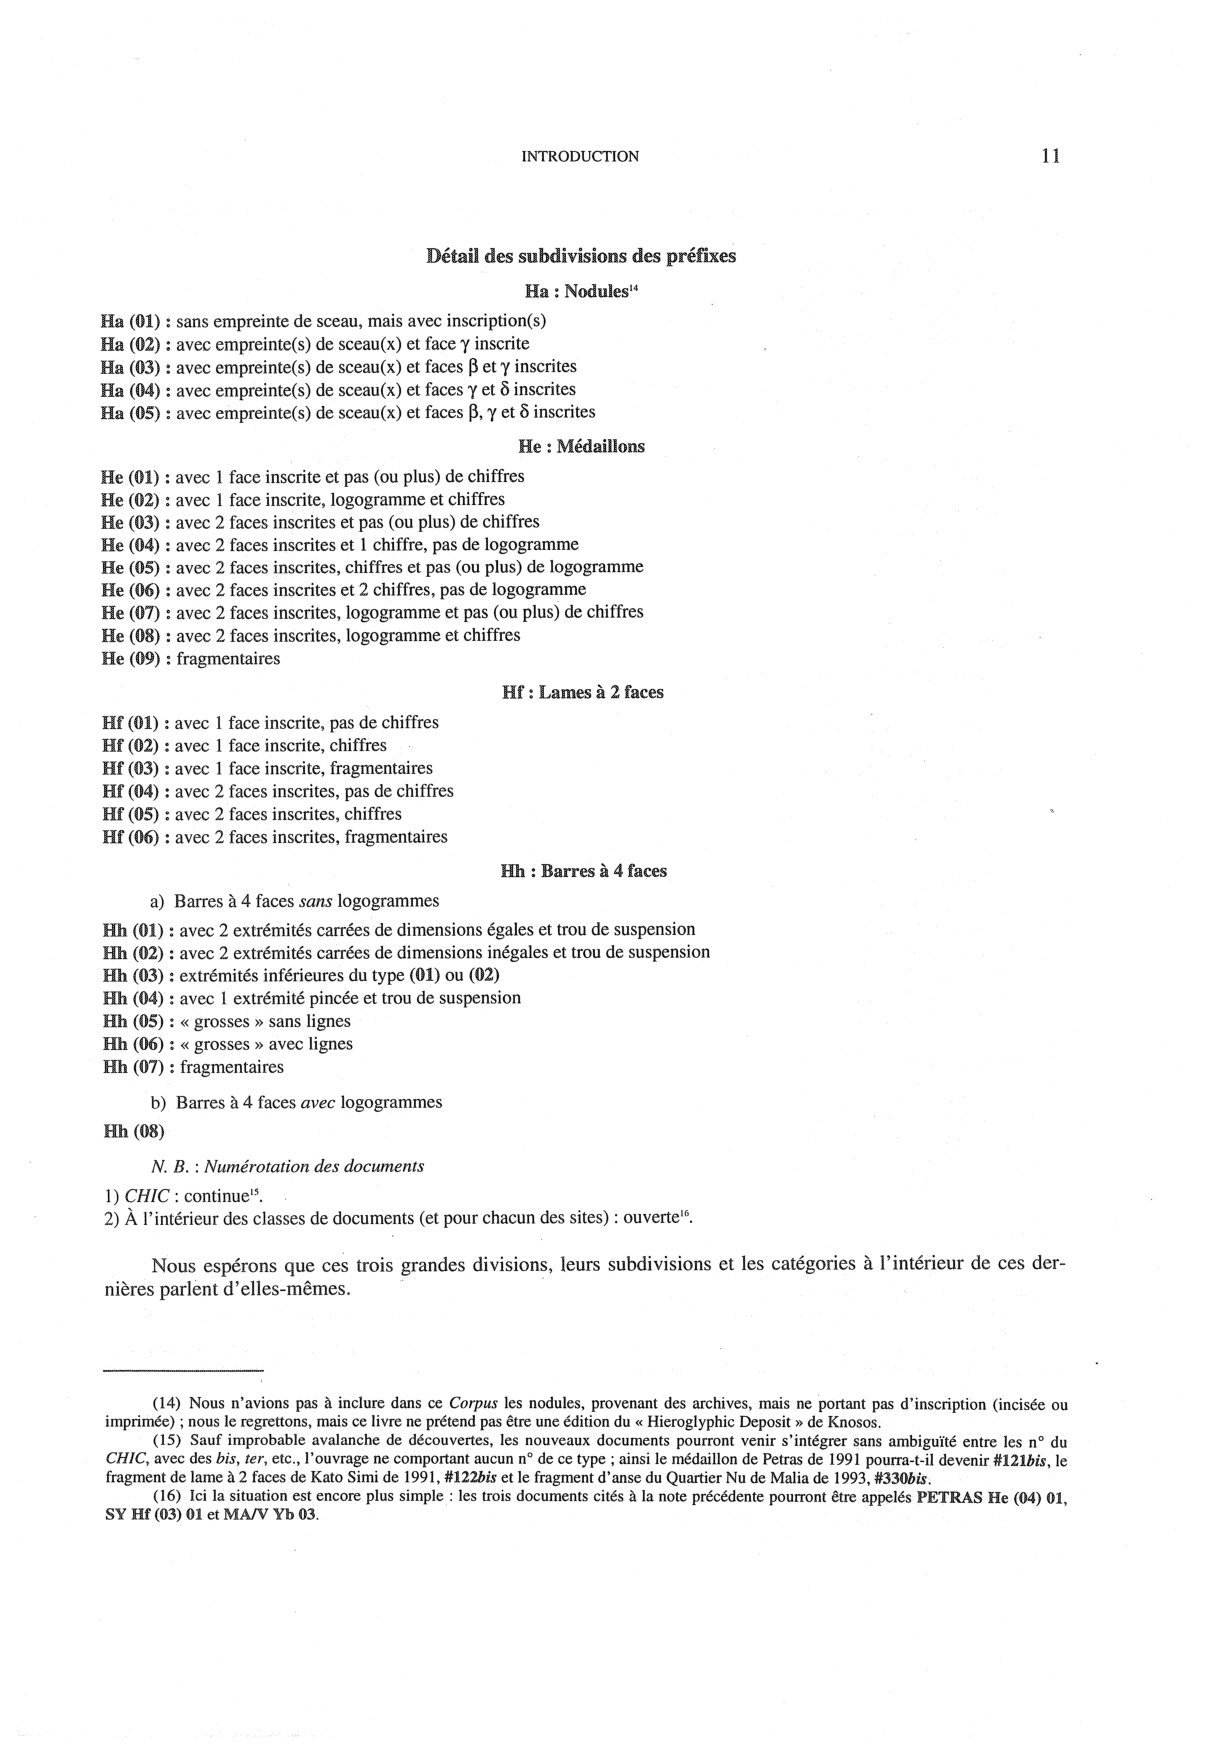 INTRODUCTION 11
Détail des subdivisions des préfixes
Ha : Nodules¹⁴
Ha (01) : sans empreinte de sceau, mais avec inscription(s)
Ha (02) : avec empreinte(s) de sceau(x) et face γ inscrite
Ha (03) : avec empreinte(s) de sceau(x) et faces β et γ inscrites
Ha (04) : avec empreinte(s) de sceau(x) et faces γ et δ inscrites
Ha (05) : avec empreinte(s) de sceau(x) et faces β, γ et δ inscrites
He : Médaillons
He (01) : avec 1 face inscrite et pas (ou plus) de chiffres
He (02) : avec 1 face inscrite, logogramme et chiffres
He (03) : avec 2 faces inscrites et pas (ou plus) de chiffres
He (04) : avec 2 faces inscrites et 1 chiffre, pas de logogramme
He (05) : avec 2 faces inscrites, chiffres et pas (ou plus) de logogramme
He (06) : avec 2 faces inscrites et 2 chiffres, pas de logogramme
He (07) : avec 2 faces inscrites, logogramme et pas (ou plus) de chiffres
He (08) : avec 2 faces inscrites, logogramme et chiffres
He (09) : fragmentaires
Hf : Lames à 2 faces
Hf (01) : avec 1 face inscrite, pas de chiffres
Hf (02) : avec 1 face inscrite, chiffres
Hf (03) : avec 1 face inscrite, fragmentaires
Hf (04) : avec 2 faces inscrites, pas de chiffres
Hf (05) : avec 2 faces inscrites, chiffres
Hf (06) : avec 2 faces inscrites, fragmentaires
Hh : Barres à 4 faces
a) Barres à 4 faces sans logogrammes
Hh (01) : avec 2 extrémités carrées de dimensions égales et trou de suspension
Hh (02) : avec 2 extrémités carrées de dimensions inégales et trou de suspension
Hh (03) : extrémités inférieures du type (01) ou (02)
Hh (04) : avec 1 extrémité pincée et trou de suspension
Hh (05) : « grosses » sans lignes
Hh (06) : « grosses » avec lignes
Hh (07) : fragmentaires
b) Barres à 4 faces avec logogrammes
Hh (08)
N. B. : Numérotation des documents
1) CHIC : continue¹⁵.
2) À l'intérieur des classes de documents (et pour chacun des sites) : ouverte¹⁶.
Nous espérons que ces trois grandes divisions, leurs subdivisions et les catégories à l'intérieur de ces der-
nières parlent d'elles-mêmes.
(14) Nous n'avions pas à inclure dans ce Corpus les nodules, provenant des archives, mais ne portant pas d'inscription (incisée ou
imprimée) ; nous le regrettons, mais ce livre ne prétend pas être une édition du « Hieroglyphic Deposit » de Knosos.
(15) Sauf improbable avalanche de découvertes, les nouveaux documents pourront venir s'intégrer sans ambiguïté entre les n° du
CHIC, avec des bis, ter, etc., l'ouvrage ne comportant aucun n° de ce type ; ainsi le médaillon de Petras de 1991 pourra-t-il devenir #121bis, le
fragment de lame à 2 faces de Kato Simi de 1991, #122bis et le fragment d'anse du Quartier Nu de Malia de 1993, #330bis.
(16) Ici la situation est encore plus simple : les trois documents cités à la note précédente pourront être appelés PETRAS He (04) 01,
SY Hf (03) 01 et MA/V Yb 03.